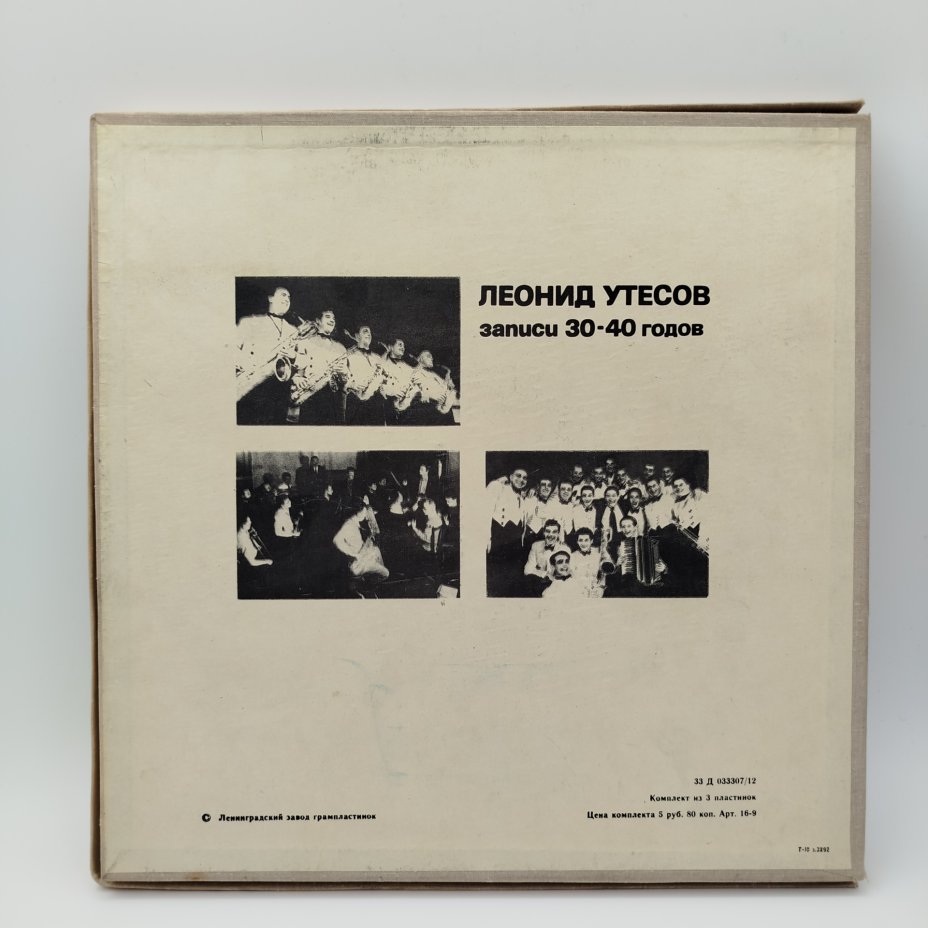 ЛЕОНИД УТЕСОВ
записи 30-40 годов
33 Д 033307/12
Комплект из 3 пластинок
© Ленинградский завод грампластинок
Цена комплекта 5 руб. 80 коп. Арт. 16-9